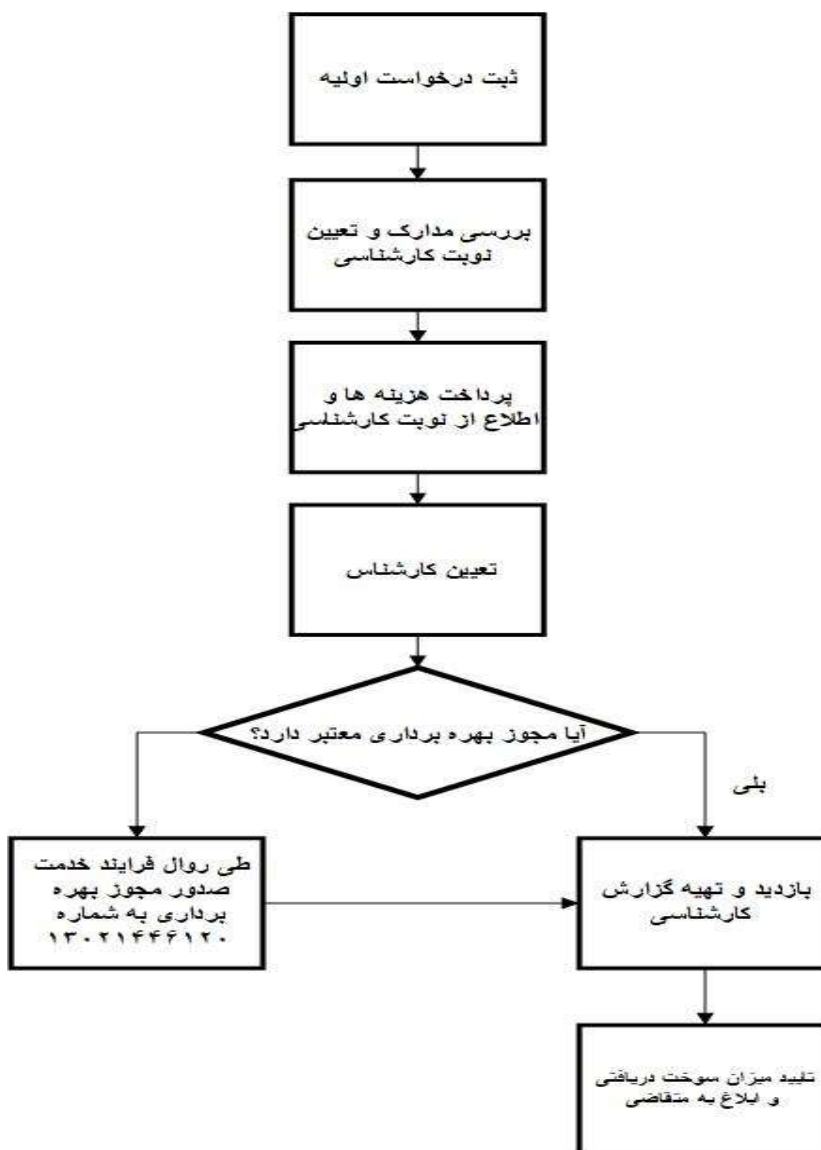 ثبت درخواست اولیه
بررسی مدارک و تعیین
نوبت کارشناسی
پرداخت هزینه ها و
اطلاع از نوبت کارشناسی
تعیین کارشناس
آیا مجوز بهره برداری معتبر دارد؟
بلی
طی روال فرایند خدمت
صدور مجوز بهره
برداری به شماره
۱۳۰۲۱۴۴۶۱۲۰
بازدید و تهیه گزارش
کارشناسی
تایید میزان سوخت دریافتی
و ابلاغ به متقاضی